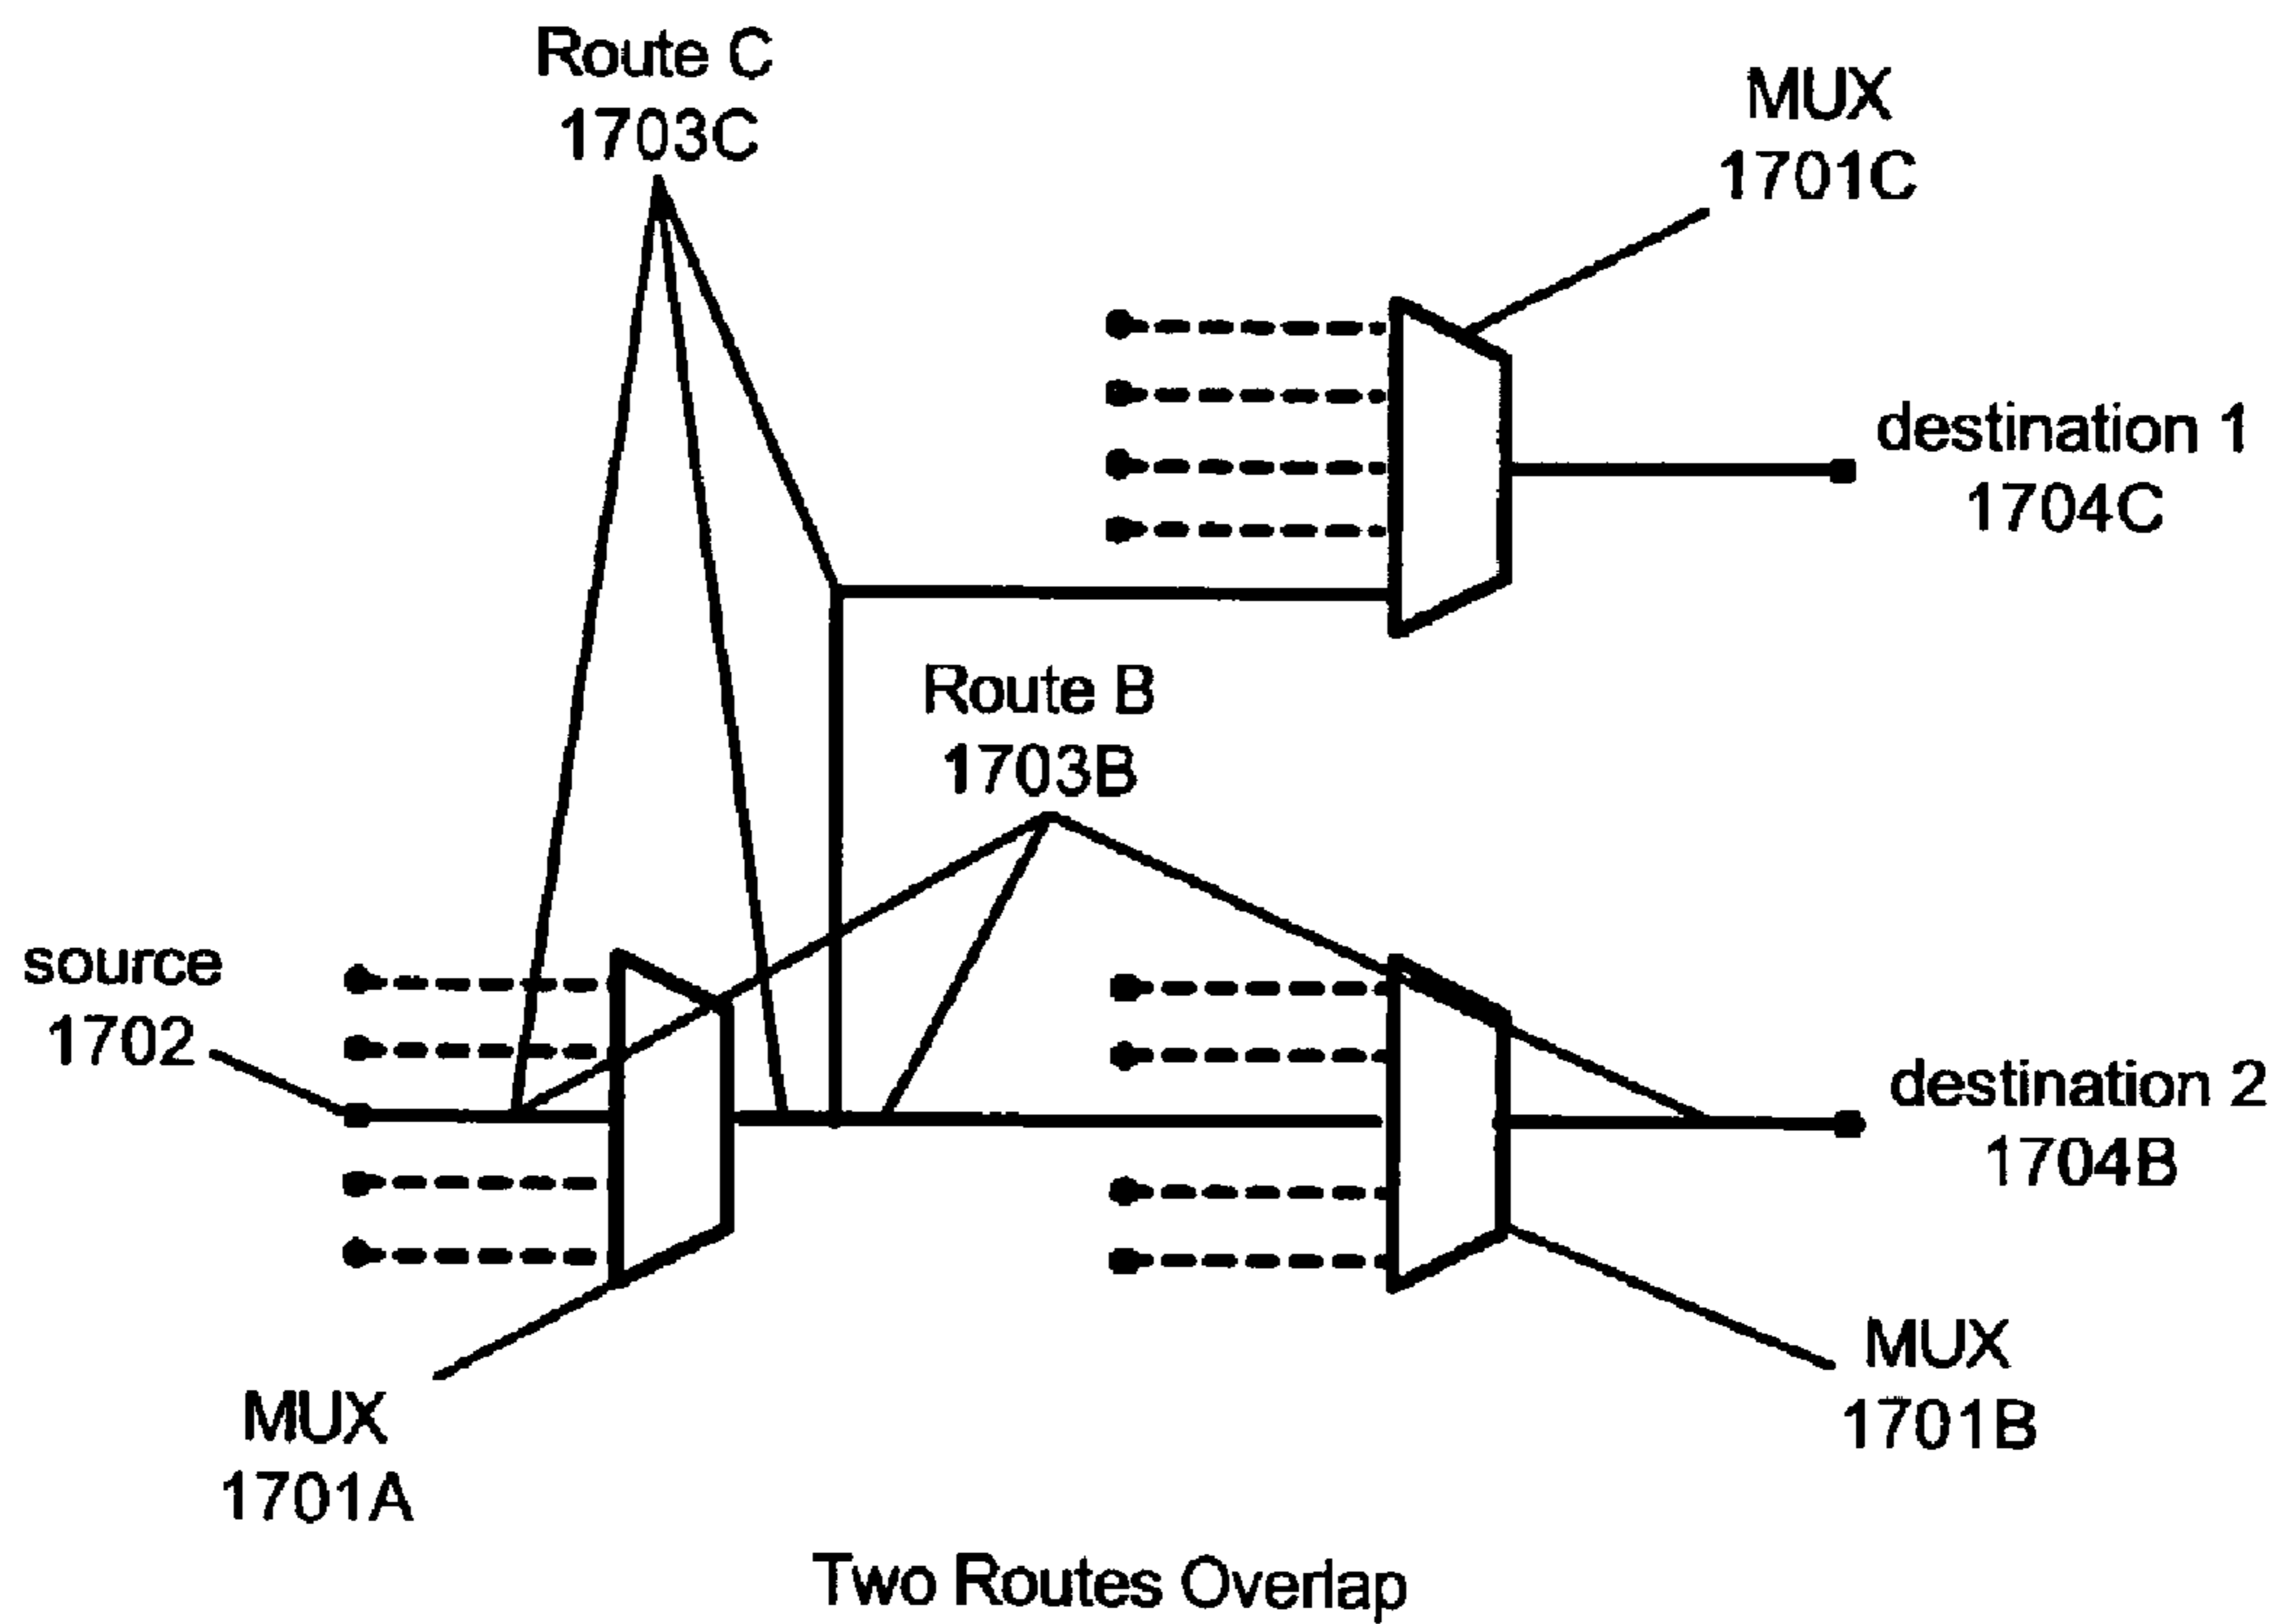 Route C
1703C
MUX
1701C
destination 1
1704C
Route B
1703B
source
1702
destination 2
1704B
MUX
1701A
MUX
1701B
Two Routes Overlap